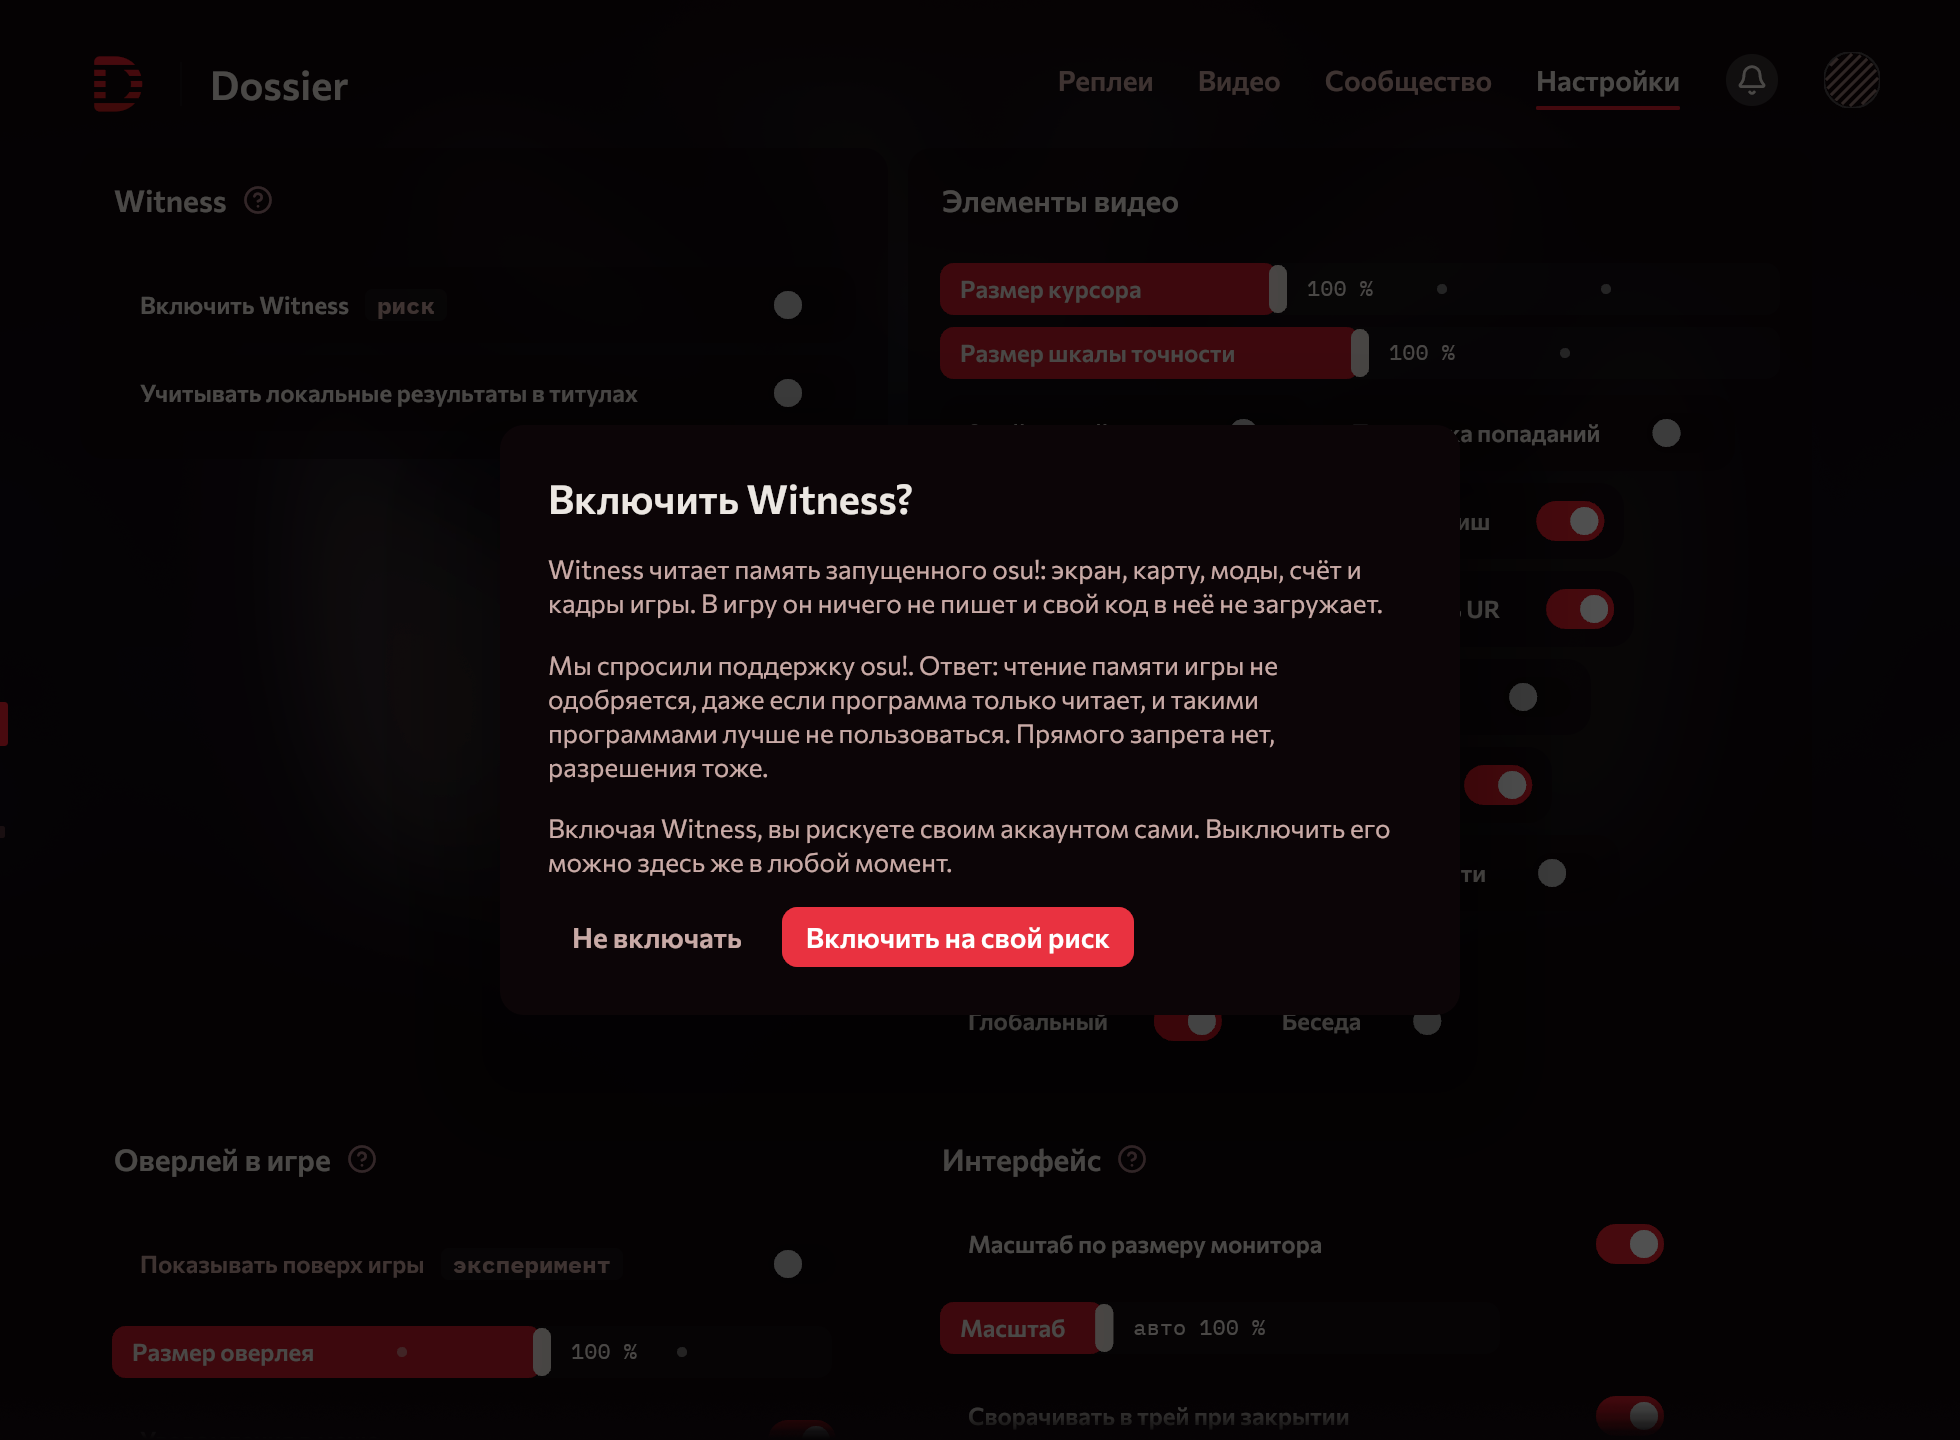 Dossier
Реплеи
Видео
Сообщество
Настройки
Witness
Включить Witness
риск
Учитывать локальные результаты в титулах
Элементы видео
Размер курсора
100 %
Размер шкалы точности
100 %
ка попаданий
иш
UR
ти
Включить Witness?
Witness читает память запущенного osu!: экран, карту, моды, счёт и
кадры игры. В игру он ничего не пишет и свой код в неё не загружает.
Мы спросили поддержку osu!. Ответ: чтение памяти игры не
одобряется, даже если программа только читает, и такими
программами лучше не пользоваться. Прямого запрета нет,
разрешения тоже.
Включая Witness, вы рискуете своим аккаунтом сами. Выключить его
можно здесь же в любой момент.
Не включать
Включить на свой риск
Глобальный
Беседа
Оверлей в игре
Показывать поверх игры
эксперимент
Размер оверлея
100 %
Интерфейс
Масштаб по размеру монитора
Масштаб
авто 100 %
Сворачивать в трей при закрытии